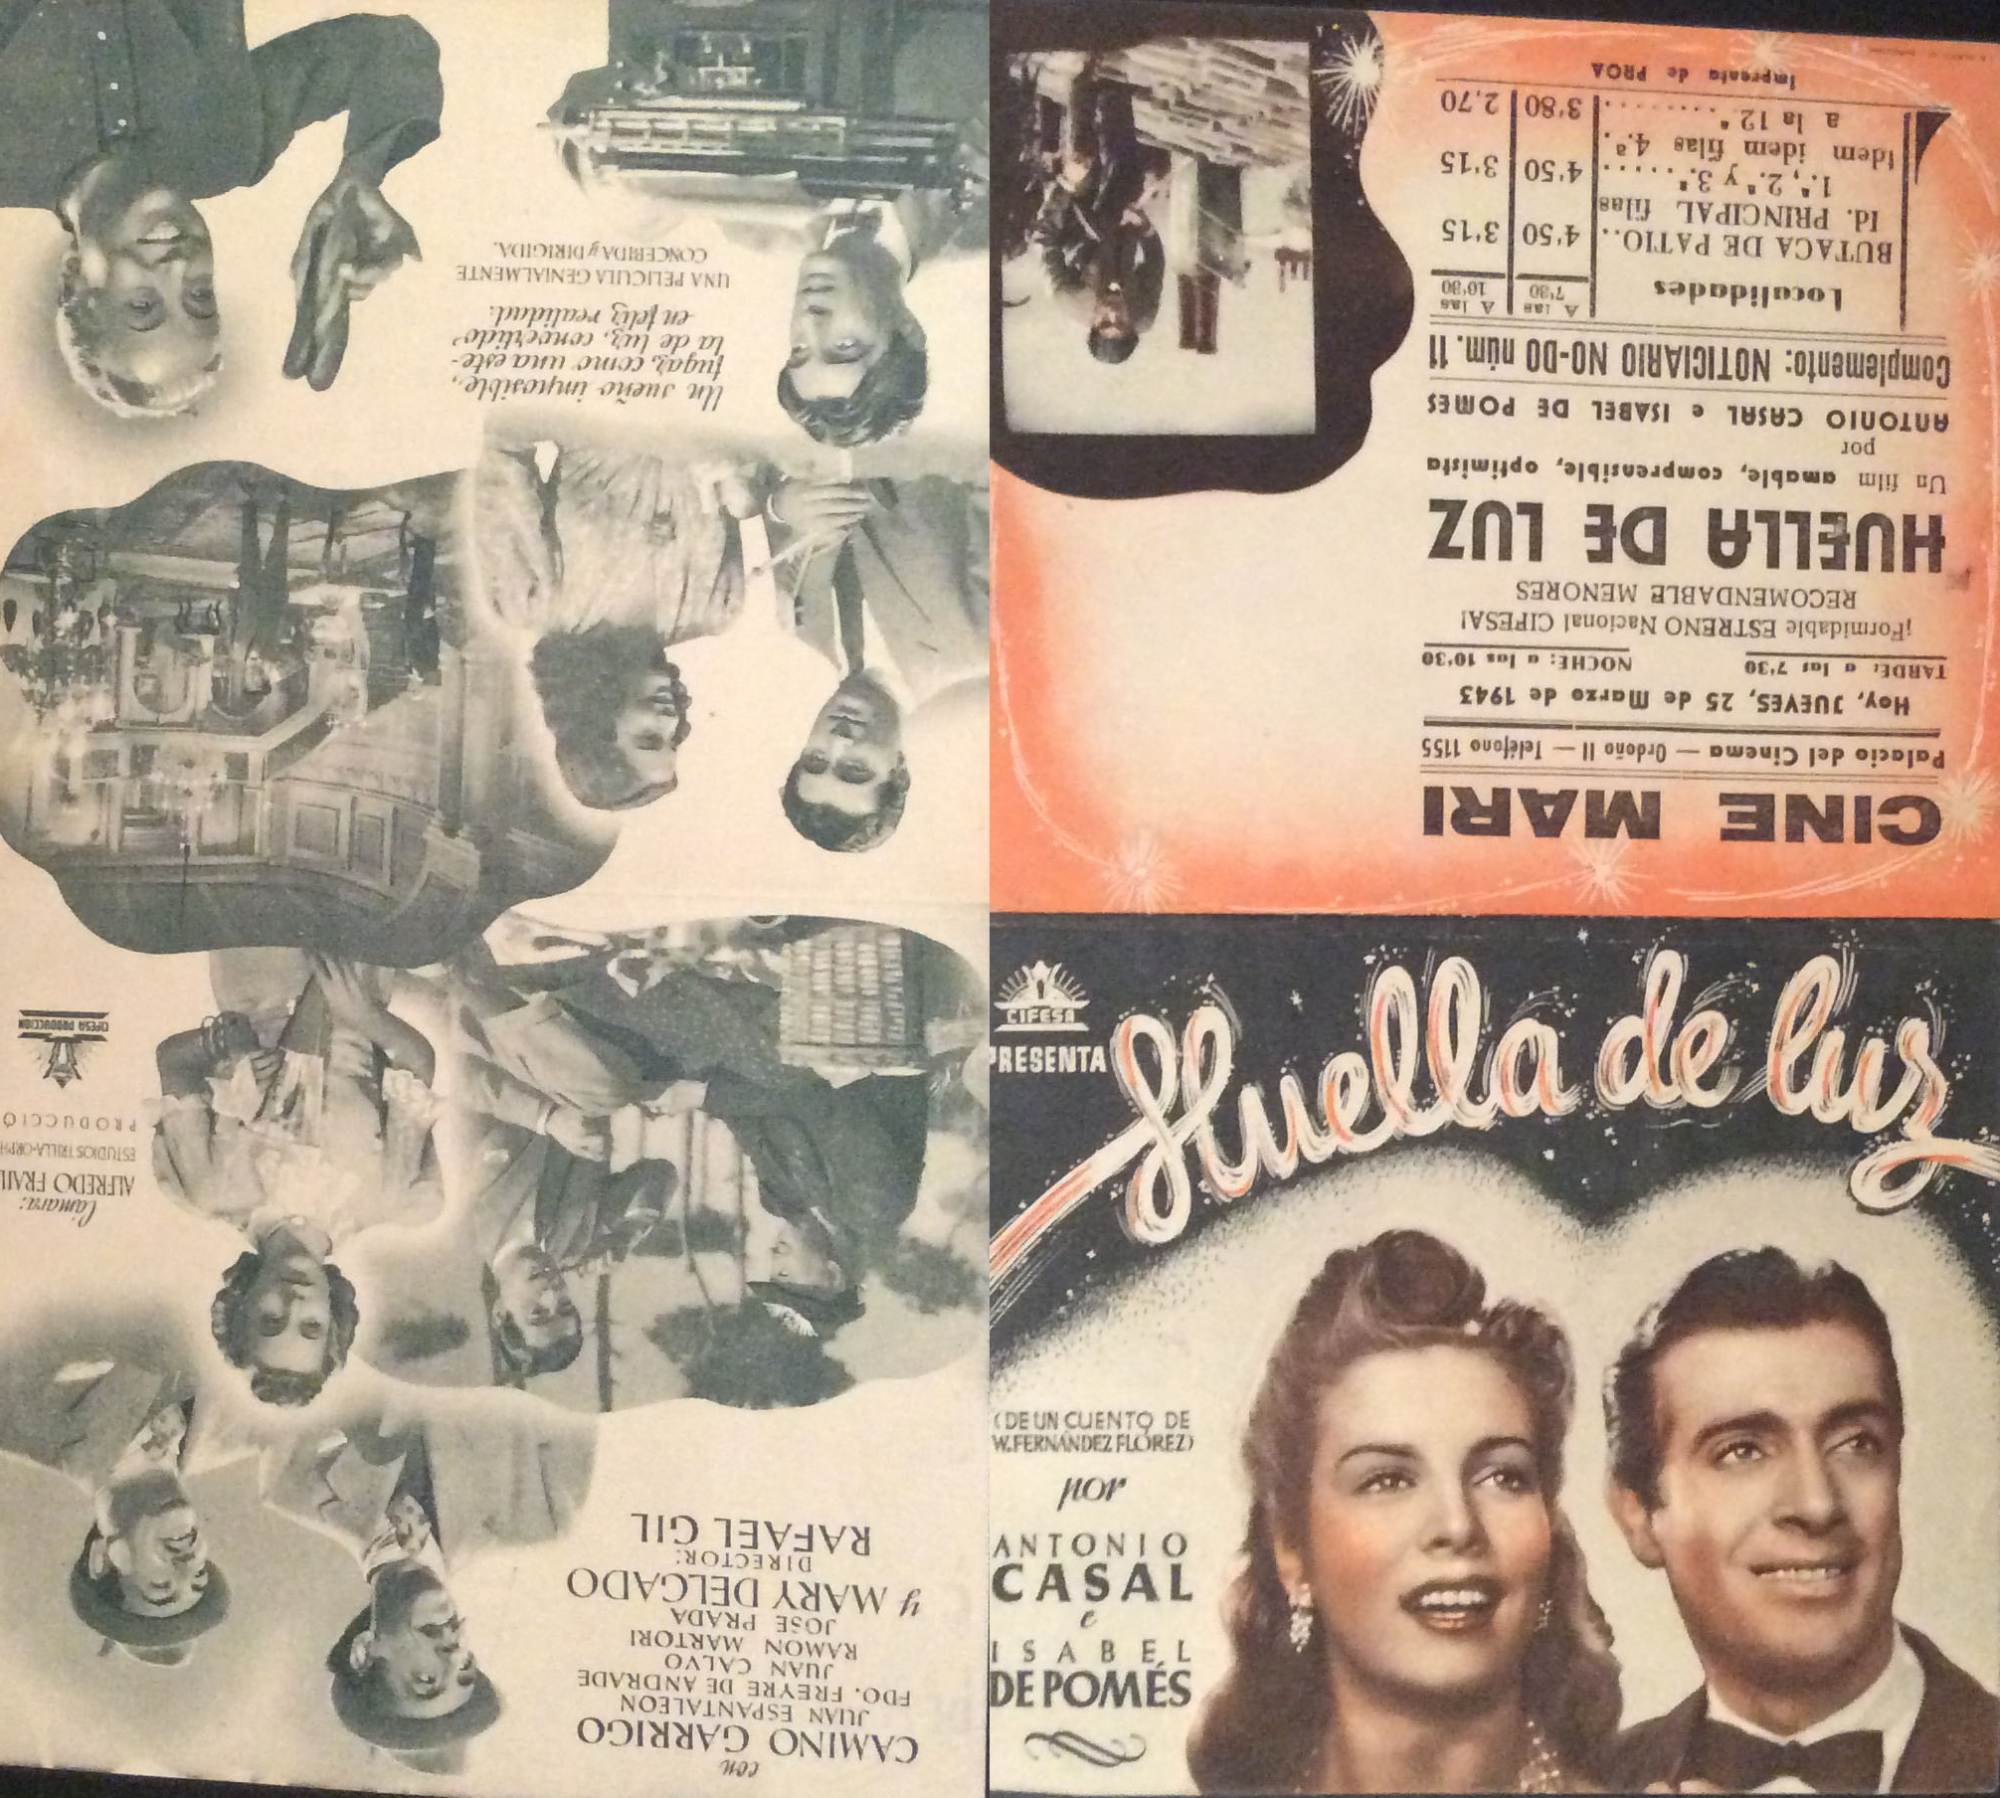 CIFESA
PRESENTA
Huella de luz
(DE UN CUENTO DE
W. FERNÁNDEZ FLÓREZ)
por
ANTONIO
CASAL
e
ISABEL
DE POMÉS
CINE MARI
Palacio del Cinema — Ordoño II — Teléfono 1155
Hoy, JUEVES, 25 de Marzo de 1943
TARDE: a las 7'30 NOCHE: a las 10'30
¡Formidable ESTRENO Nacional CIFESA!
RECOMENDABLE MENORES
HUELLA DE LUZ
Un film amable, comprensible, optimista
por
ANTONIO CASAL e ISABEL DE POMES
Complemento: NOTICIARIO NO-DO núm. 11
Localidades A las 7'30 A las 10'30
BUTACA DE PATIO.. 4'50 3'15
Id. PRINCIPAL filas
1.ª, 2.ª y 3.ª ...... 4'50 3'15
Idem idem filas 4.ª
a la 12ª ......... 3'80 2,70
Imprenta de PROA
con
CAMINO GARRIGO
JUAN ESPANTALEON
FDO. FREYRE DE ANDRADE
JUAN CALVO
RAMON MARTORI
JOSE PRADA
y MARY DELGADO
DIRECTOR:
RAFAEL GIL
Cámara:
ALFREDO FRAIL
ESTUDIOS TRILLA-ORPH
PRODUCCIÓ
CIFESA PRODUCCION
Un sueño imposible,
fugaz, como una este-
la de luz, convertido
en feliz realidad.
UNA PELICULA GENIALMENTE
CONCEBIDA y DIRIGIDA.